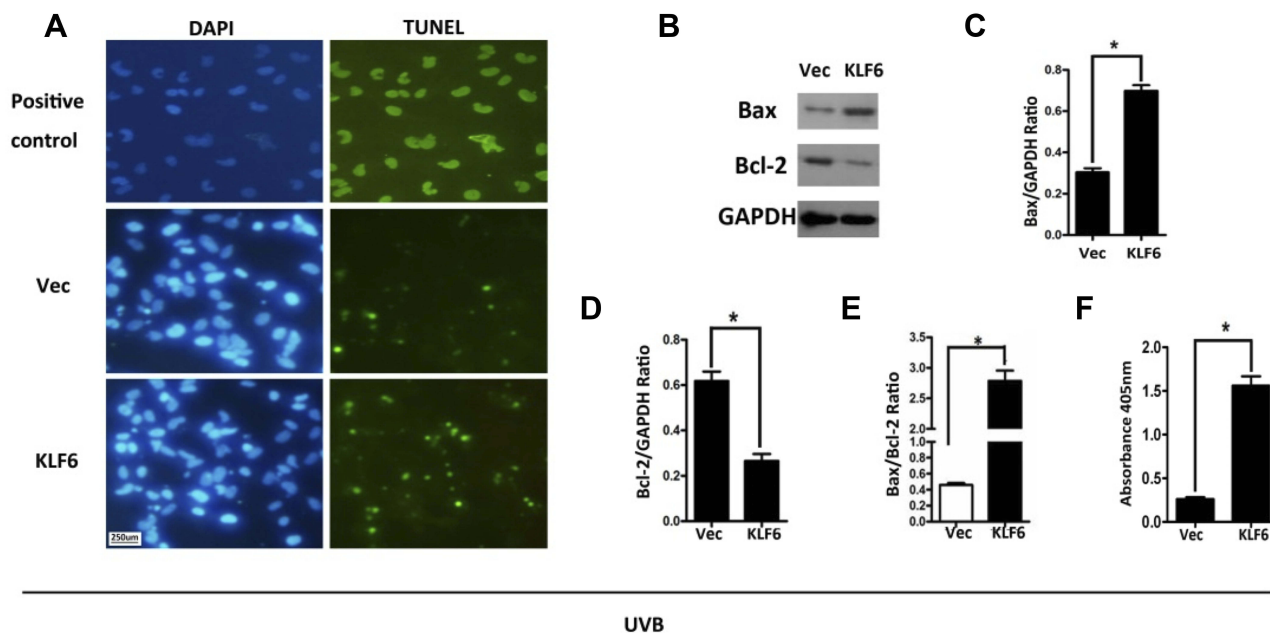 A
DAPI
TUNEL
Positive
control
Vec
KLF6
250um
B
Vec KLF6
Bax
Bcl-2
GAPDH
C
*
Bax/GAPDH Ratio
0.8
0.6
0.4
0.2
0.0
Vec KLF6
D
*
Bcl-2/GAPDH Ratio
0.8
0.6
0.4
0.2
0.0
Vec KLF6
E
*
Bax/Bcl-2 Ratio
3.5
3.0
2.5
2.0
1.0
0.8
0.6
0.4
0.2
0.0
Vec KLF6
F
*
Absorbance 405nm
2.0
1.5
1.0
0.5
0.0
Vec KLF6
UVB